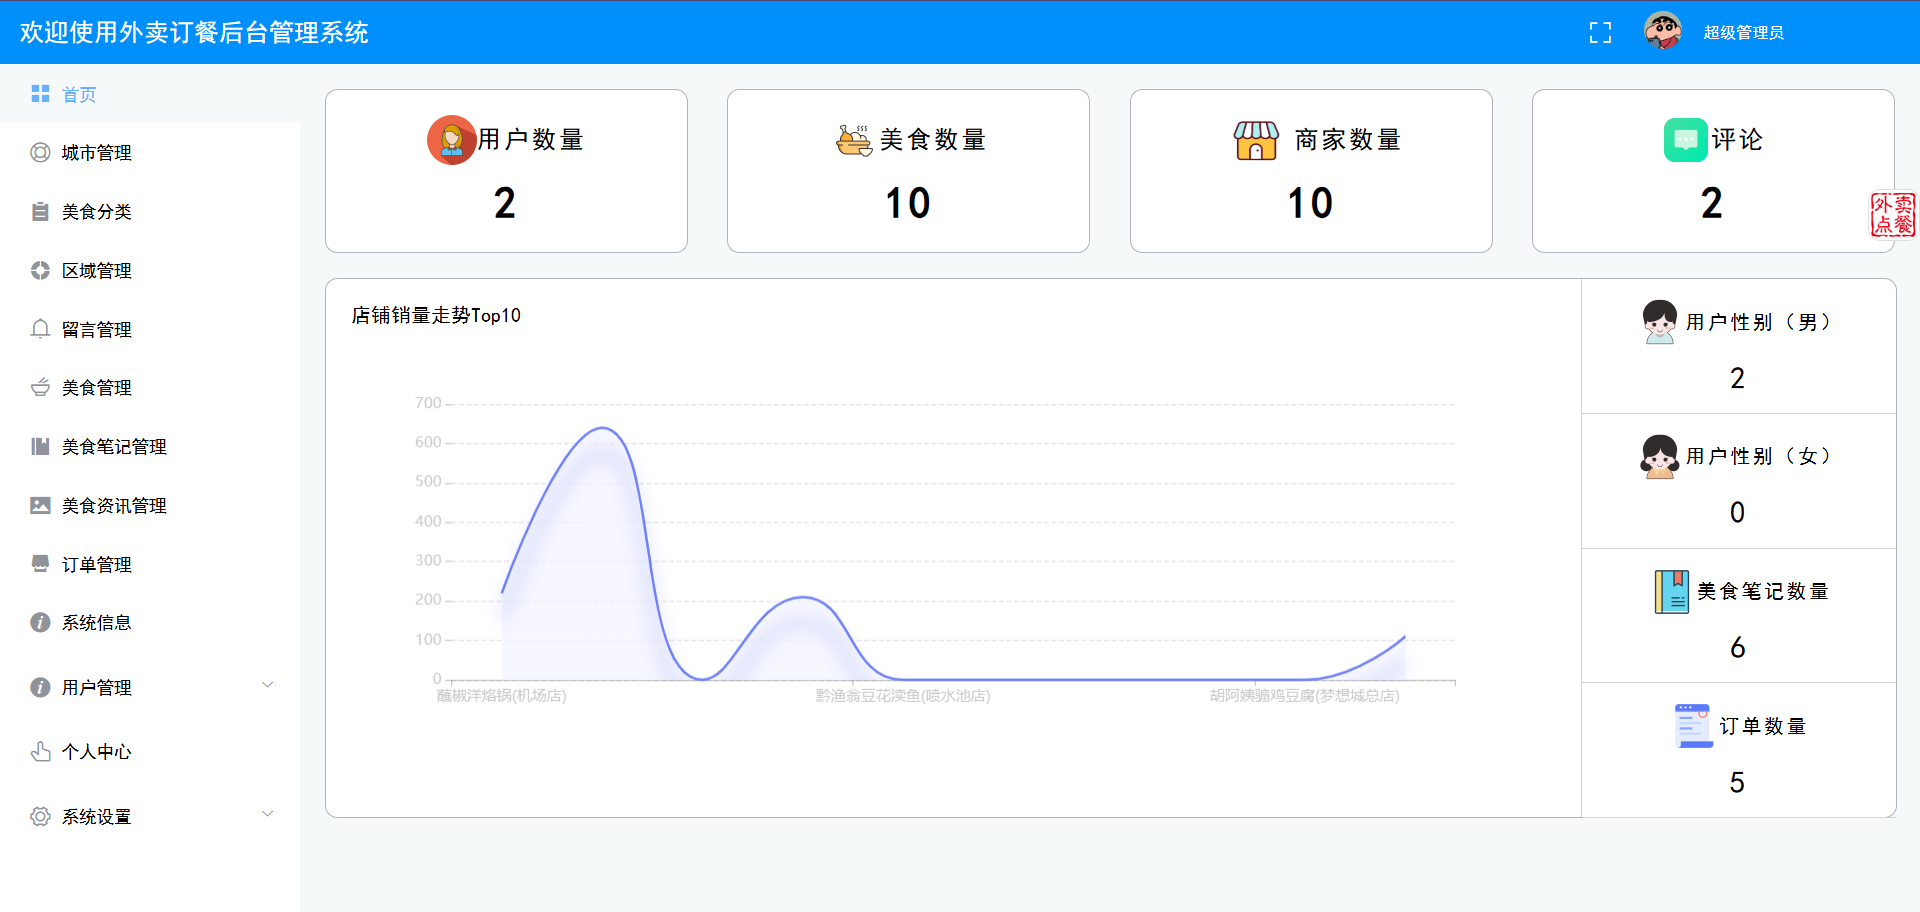 欢迎使用外卖订餐后台管理系统
超级管理员
首页
城市管理
美食分类
区域管理
留言管理
美食管理
美食笔记管理
美食资讯管理
订单管理
系统信息
用户管理
个人中心
系统设置
用户数量
2
美食数量
10
商家数量
10
评论
2
外卖
点餐
店铺销量走势Top10
700
600
500
400
300
200
100
0
蘸椒洋烙锅(机场店)
黔渔翁豆花渎鱼(喷水池店)
胡阿姨骟鸡豆腐(梦想城总店)
用户性别（男）
2
用户性别（女）
0
美食笔记数量
6
订单数量
5